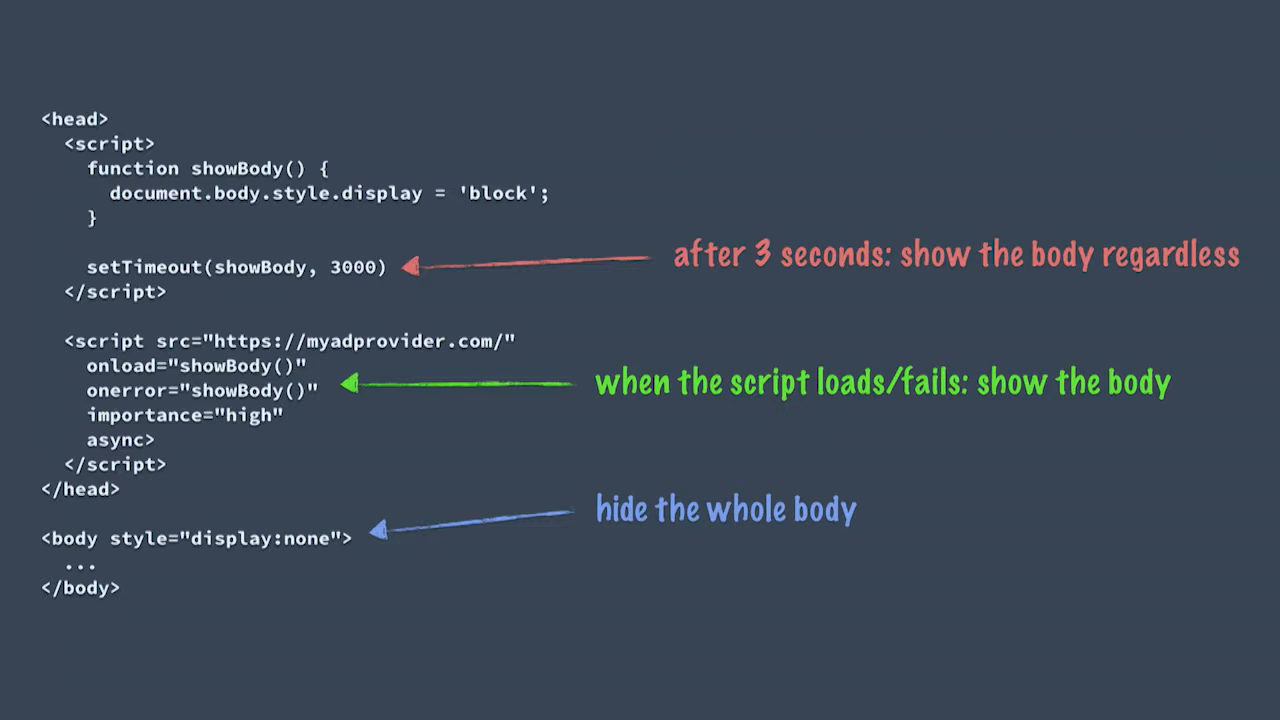 <head>
<script>
function showBody() {
document.body.style.display = 'block';
}
setTimeout(showBody, 3000)
after 3 seconds: show the body regardless
</script>
<script src="https://myadprovider.com/"
onload="showBody()"
onerror="showBody()"
when the script loads/fails: show the body
importance="high"
async>
</script>
</head>
hide the whole body
<body style="display:none">
...
</body>